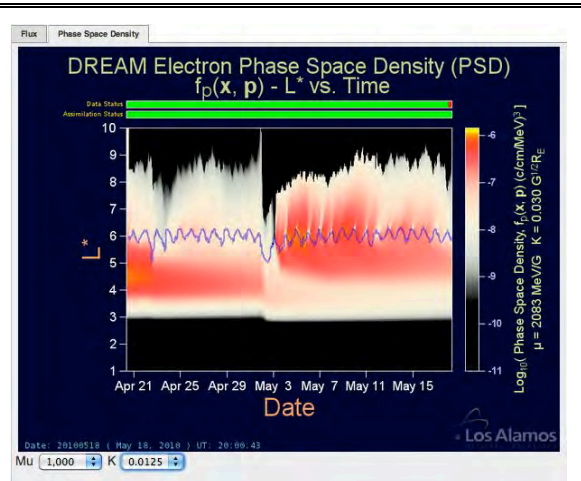 Flux Phase Space Density
DREAM Electron Phase Space Density (PSD)
fp(x, p) - L* vs. Time
Data Status
Assimilation Status
10
9
8
7
6
5
4
3
2
1
L*
Apr 21 Apr 25 Apr 29 May 3 May 7 May 11 May 15
Date
-6
-7
-8
-9
-10
-11
Log10( Phase Space Density, fp(x, p) (c/cm/MeV)3 ]
μ = 2083 MeV/G K = 0.030 G1/2RE
Date: 20100518 ( May 18, 2010 ) UT: 20:00:43
Los Alamos
Mu 1,000 K 0.0125